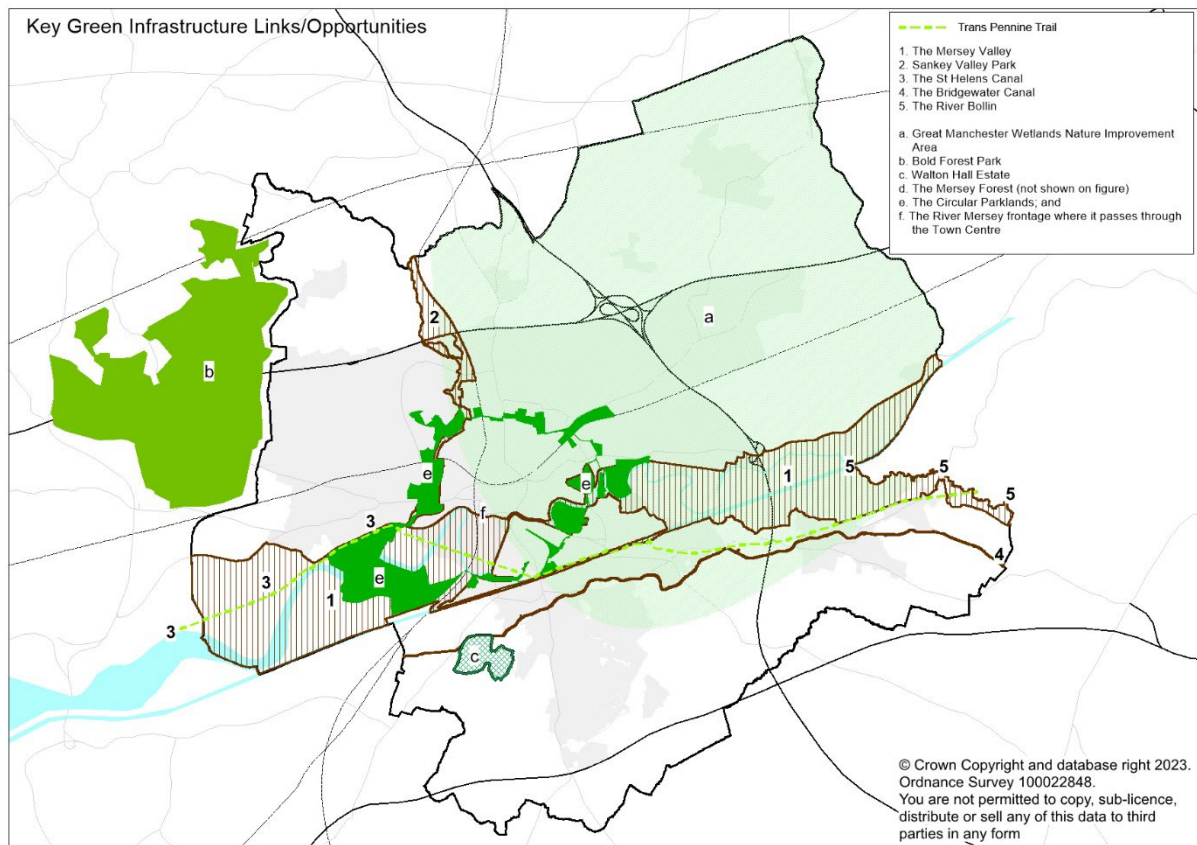 Key Green Infrastructure Links/Opportunities
Trans Pennine Trail
1. The Mersey Valley
2. Sankey Valley Park
3. The St Helens Canal
4. The Bridgewater Canal
5. The River Bollin
a. Great Manchester Wetlands Nature Improvement
Area
b. Bold Forest Park
c. Walton Hall Estate
d. The Mersey Forest (not shown on figure)
e. The Circular Parklands; and
f. The River Mersey frontage where it passes through
the Town Centre
2
a
b
e
e
1
5
5
5
f
3
4
3
e
1
3
c
© Crown Copyright and database right 2023.
Ordnance Survey 100022848.
You are not permitted to copy, sub-licence,
distribute or sell any of this data to third
parties in any form